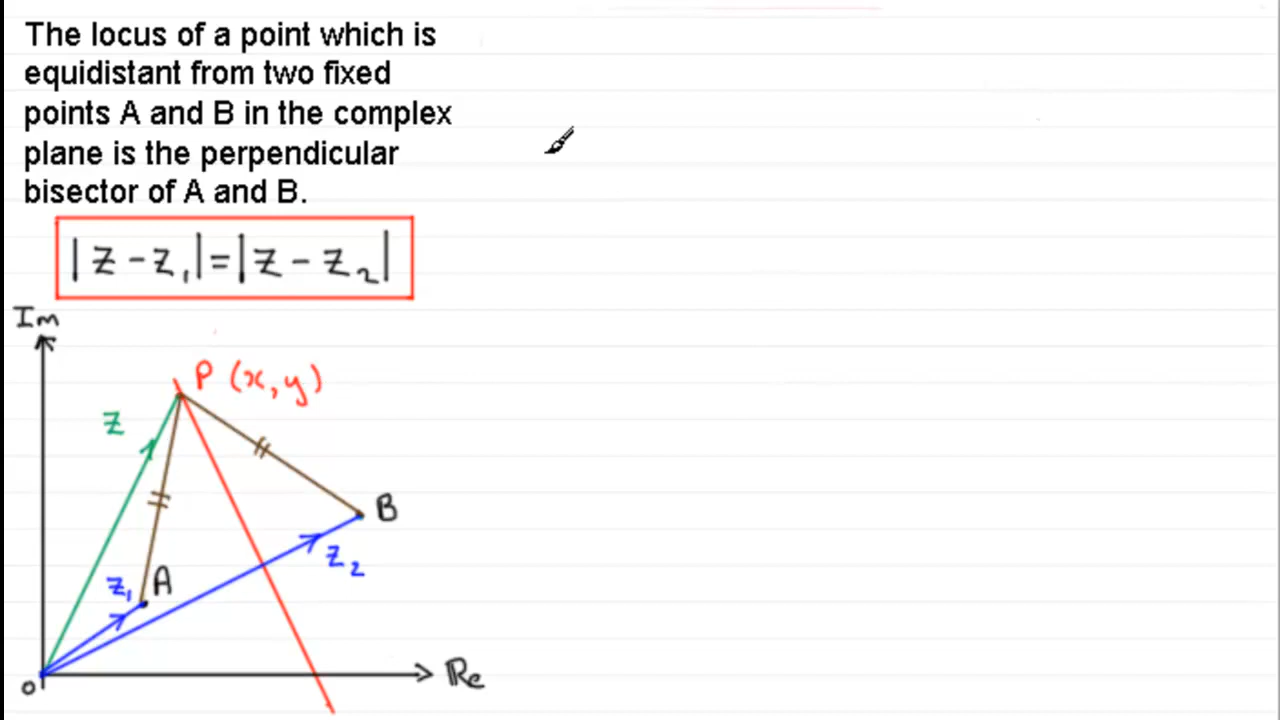 The locus of a point which is
equidistant from two fixed
points A and B in the complex
plane is the perpendicular
bisector of A and B.
|z - z₁| = |z - z₂|
Im
P (x, y)
z
B
z₂
z₁ A
O
Re